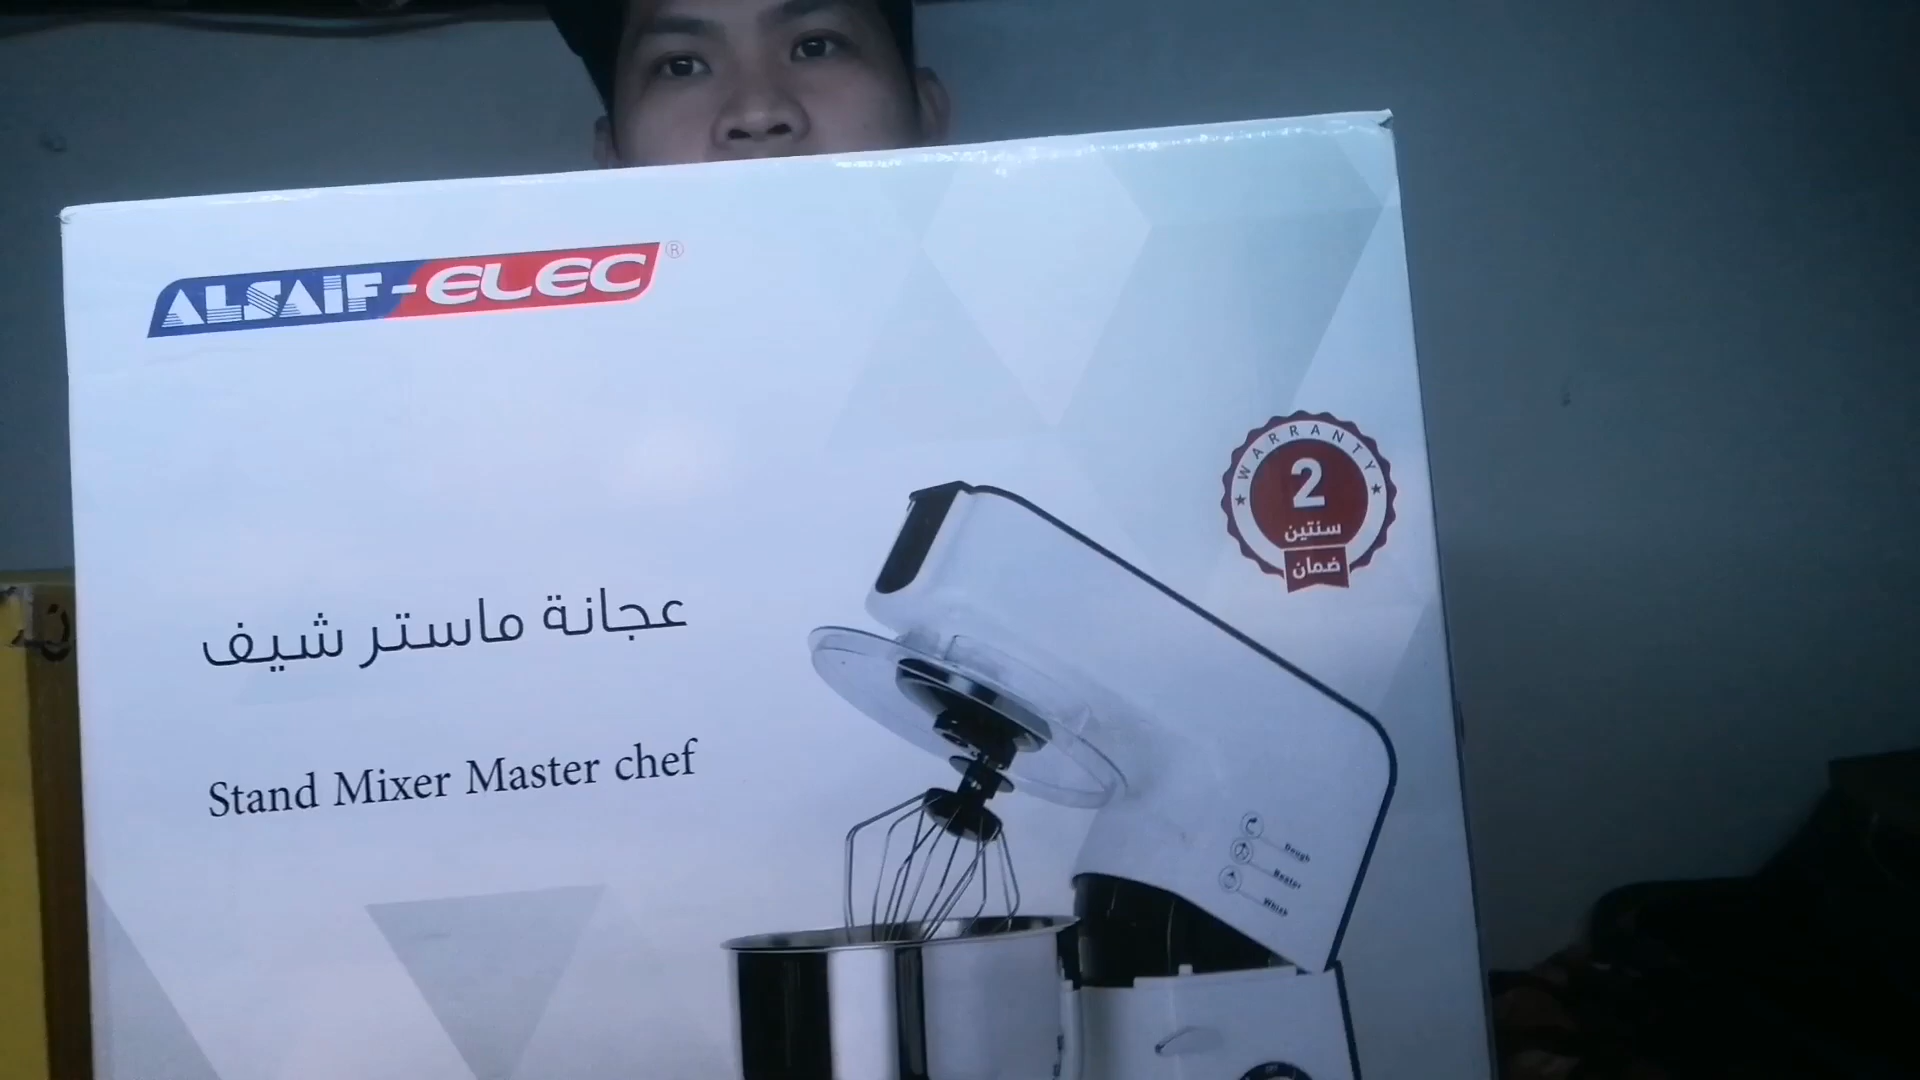 ALSAIF-ELEC®
WARRANTY
2
سنتين
ضمان
عجانة ماستر شيف
Stand Mixer Master chef
Dough
Beater
Whisk